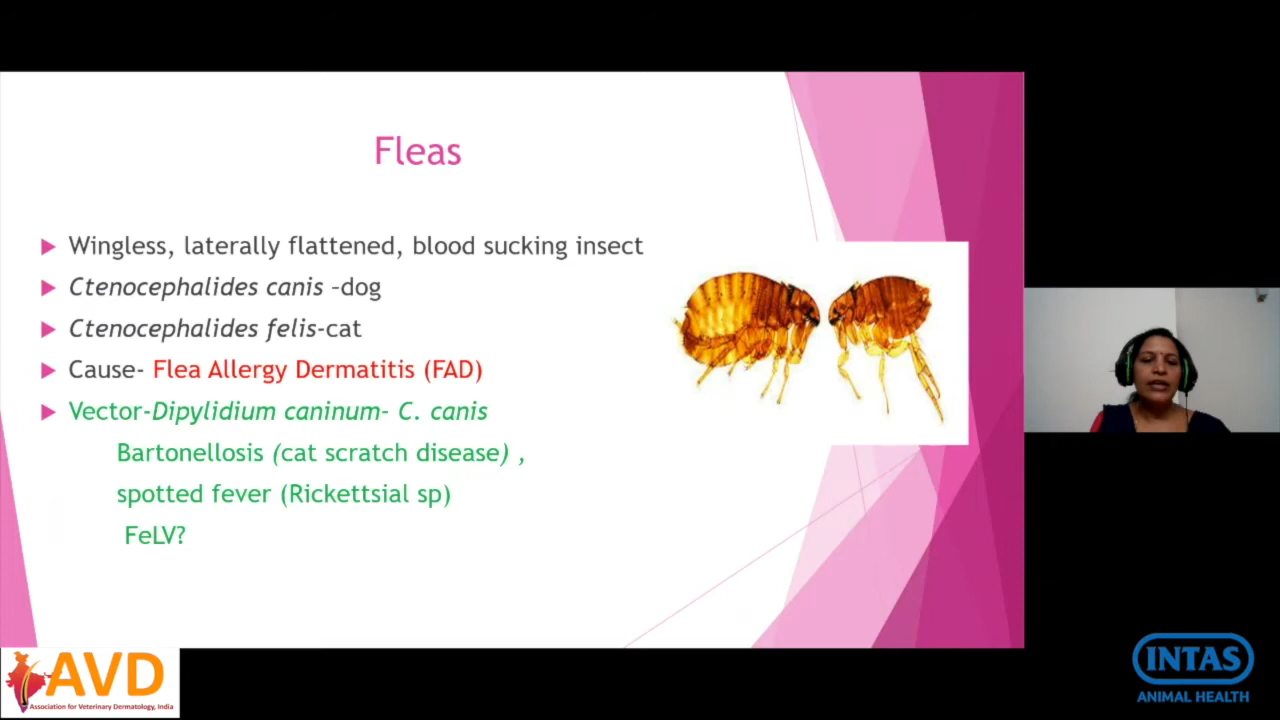 Fleas
Wingless, laterally flattened, blood sucking insect
Ctenocephalides canis –dog
Ctenocephalides felis-cat
Cause- Flea Allergy Dermatitis (FAD)
Vector-Dipylidium caninum- C. canis
Bartonellosis (cat scratch disease) ,
spotted fever (Rickettsial sp)
FeLV?
AVD
Association for Veterinary Dermatology, India
INTAS
ANIMAL HEALTH